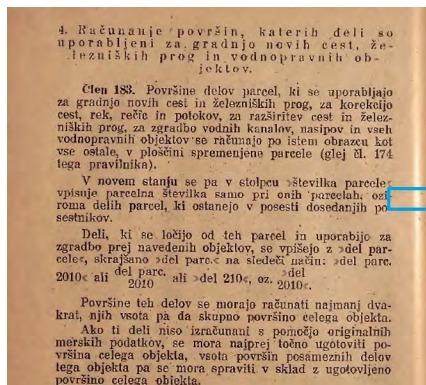 4. Računanje površin, katerih deli so
uporabljeni za gradnjo novih cest, že-
lezniških prog in vodnopravnih ob-
jektov.
Člen 183. Površine delov parcel, ki se uporabljajo
za gradnjo novih cest in železniških prog, za korekcijo
cest, rek, rečic in potokov, za razširitev cest in želez-
niških prog, za zgradbo vodnih kanalov, nasipov in vseh
vodnopravnih objektov se računajo po istem obrazcu kot
vse ostale, v ploščini spremenjene parcele (glej čl. 174
tega pravilnika).
V novem stanju se pa v stolpcu »številka parcele«
vpisuje parcelna številka samo pri onih parcelah, ozi-
roma delih parcel, ki ostanejo v posesti dosedanjih po-
sestnikov.
Deli, ki se ločijo od teh parcel in uporabijo za
zgradbo prej navedenih objektov, se vpišejo z »del par-
cele«, skrajšano »del parc.« na sledeči način: »del parc.
2010« ali del parc. 2010 ali »del 210«, oz. »del 2010«.
Površine teh delov se morajo računati najmanj dva-
krat, njih vsota pa da skupno površino celega objekta.
Ako ti deli niso izračunani s pomočjo originalnih
merskih podatkov, se mora najprej točno ugotoviti po-
vršina celega objekta, vsota površin posameznih delov
tega objekta pa se mora spraviti v sklad z ugotovljeno
površino celega objekta.